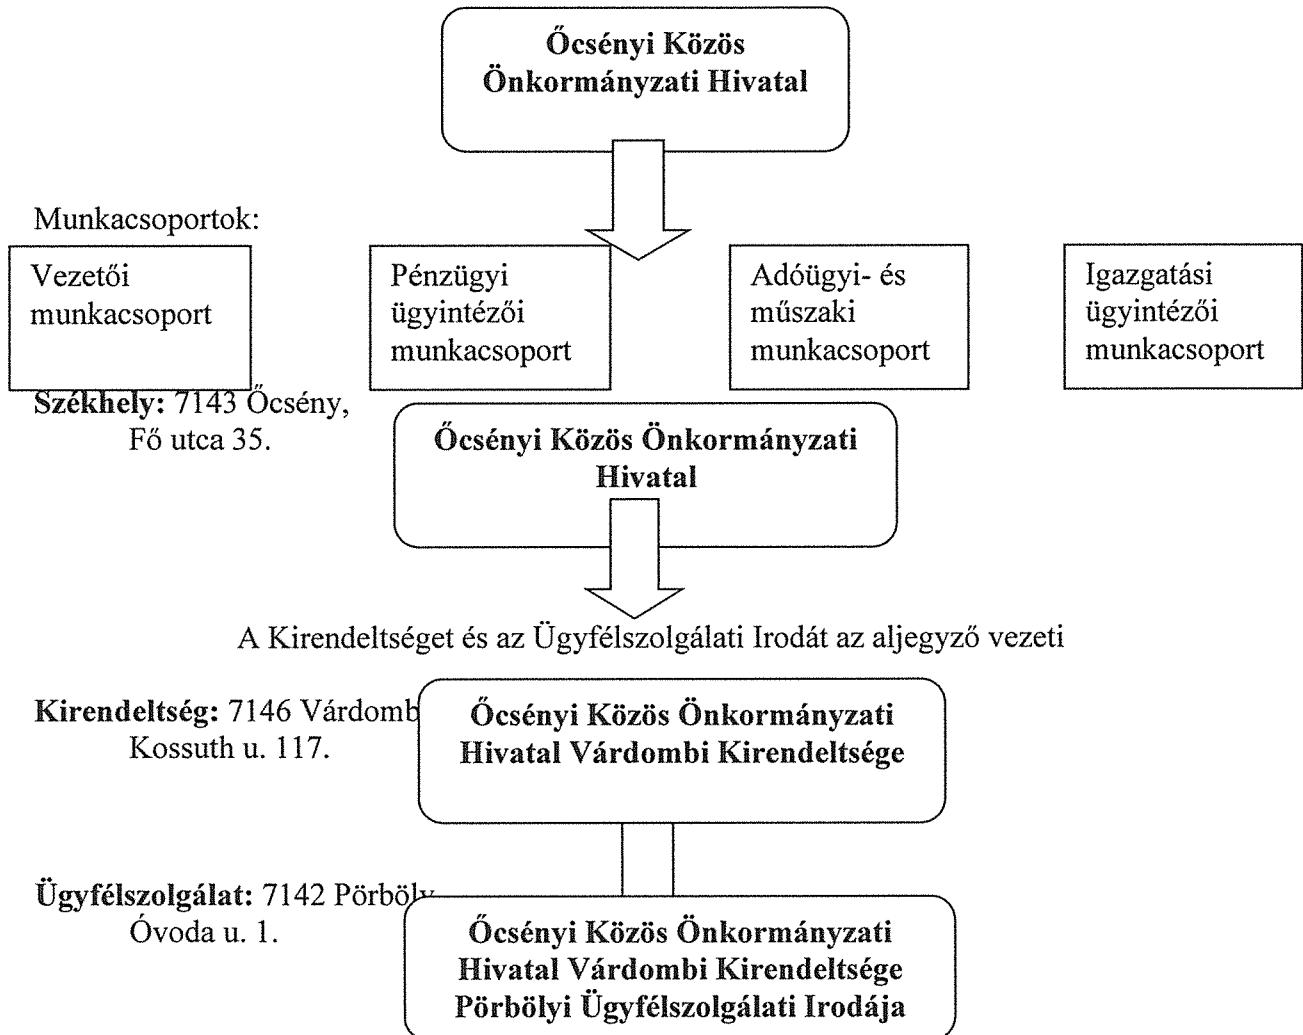 Őcsényi Közös
Önkormányzati Hivatal
Munkacsoportok:
Vezetői
munkacsoport
Pénzügyi
ügyintézői
munkacsoport
Adóügyi- és
műszaki
munkacsoport
Igazgatási
ügyintézői
munkacsoport
Székhely: 7143 Őcsény,
Fő utca 35.
Őcsényi Közös Önkormányzati
Hivatal
A Kirendeltséget és az Ügyfélszolgálati Irodát az aljegyző vezeti
Kirendeltség: 7146 Várdomb
Kossuth u. 117.
Őcsényi Közös Önkormányzati
Hivatal Várdombi Kirendeltsége
Ügyfélszolgálat: 7142 Pörböly
Óvoda u. 1.
Őcsényi Közös Önkormányzati
Hivatal Várdombi Kirendeltsége
Pörbölyi Ügyfélszolgálati Irodája